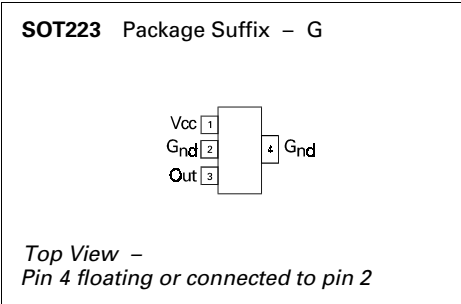 SOT223 Package Suffix – G
Vcc 1
Gnd 2
4 Gnd
Out 3
Top View –
Pin 4 floating or connected to pin 2